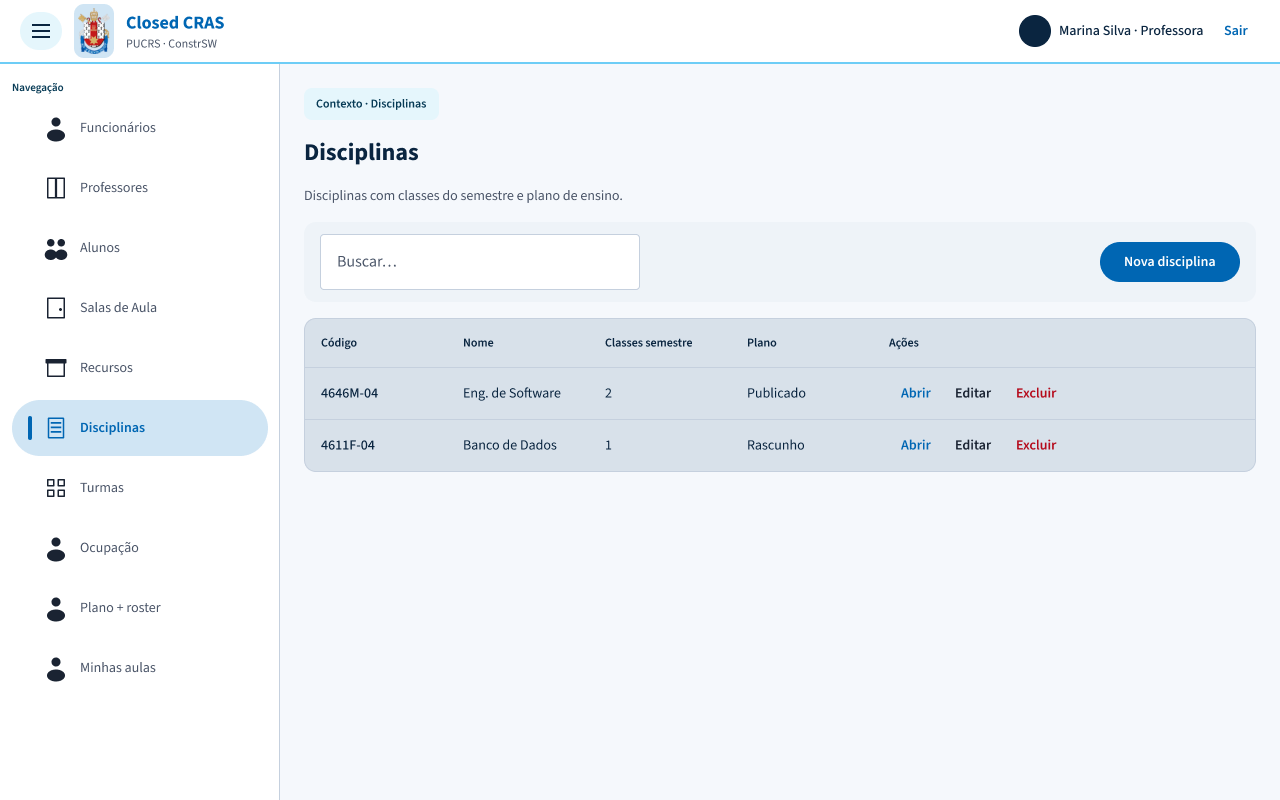 Closed CRAS
PUCRS · ConstrSW
Marina Silva · Professora
Sair
Navegação
Funcionários
Professores
Alunos
Salas de Aula
Recursos
Disciplinas
Turmas
Ocupação
Plano + roster
Minhas aulas
Contexto · Disciplinas
Disciplinas
Disciplinas com classes do semestre e plano de ensino.
Buscar…
Nova disciplina
Código Nome Classes semestre Plano Ações
4646M-04 Eng. de Software 2 Publicado Abrir Editar Excluir
4611F-04 Banco de Dados 1 Rascunho Abrir Editar Excluir